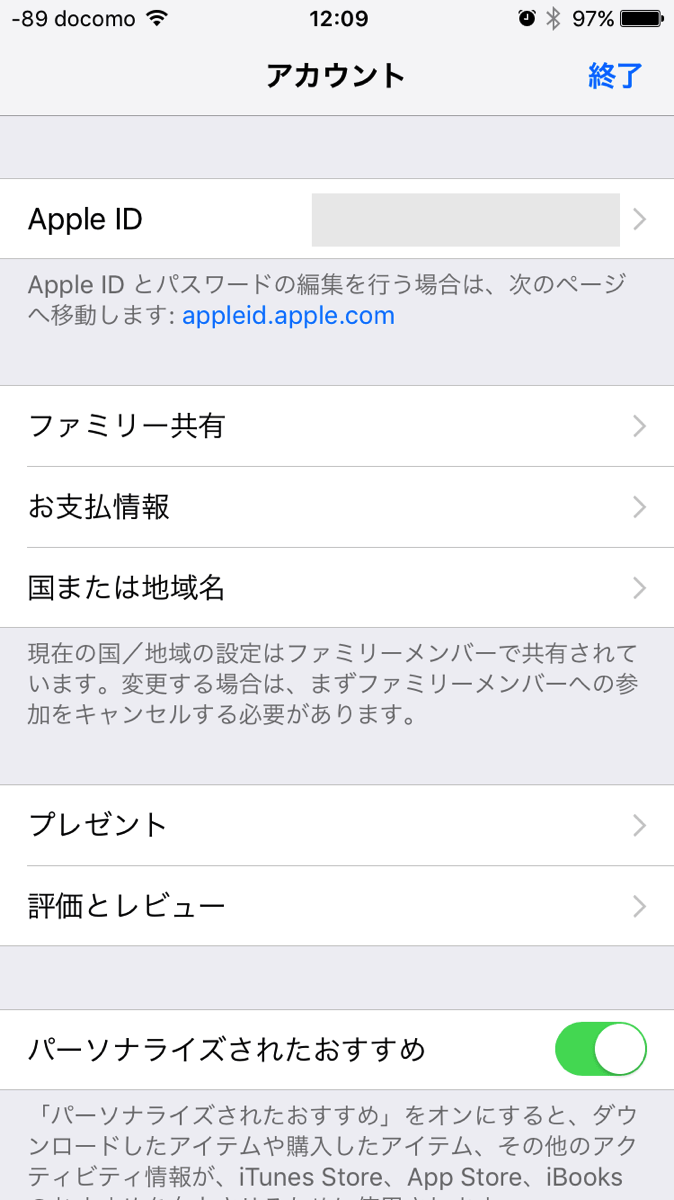 -89 docomo 12:09 97%
アカウント 終了
Apple ID
Apple ID とパスワードの編集を行う場合は、次のページ
へ移動します: appleid.apple.com
ファミリー共有
お支払情報
国または地域名
現在の国／地域の設定はファミリーメンバーで共有されて
います。変更する場合は、まずファミリーメンバーへの参
加をキャンセルする必要があります。
プレゼント
評価とレビュー
パーソナライズされたおすすめ
「パーソナライズされたおすすめ」をオンにすると、ダウ
ンロードしたアイテムや購入したアイテム、その他のアク
ティビティ情報が、iTunes Store、App Store、iBooks